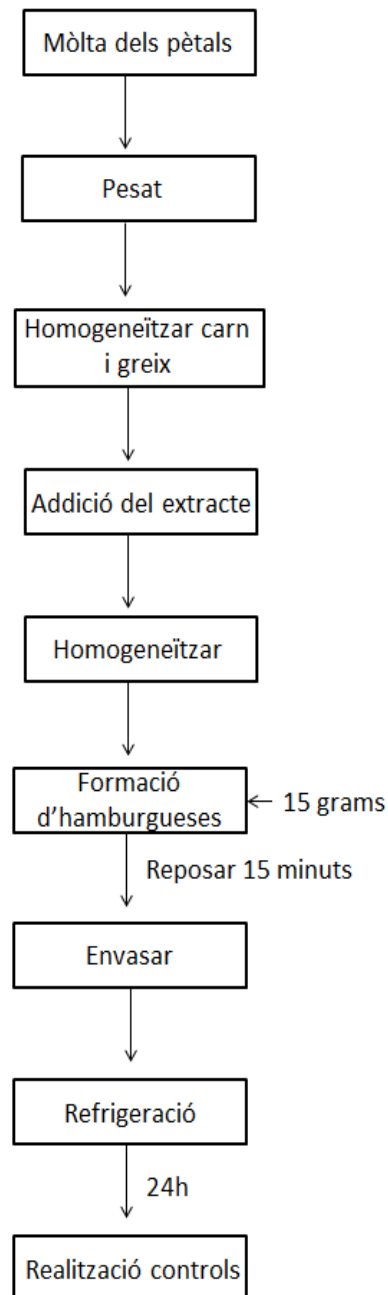 Mòlta dels pètals
Pesat
Homogeneïtzar carn
i greix
Addició del extracte
Homogeneïtzar
Formació
d'hamburgueses
15 grams
Reposar 15 minuts
Envasar
Refrigeració
24h
Realització controls